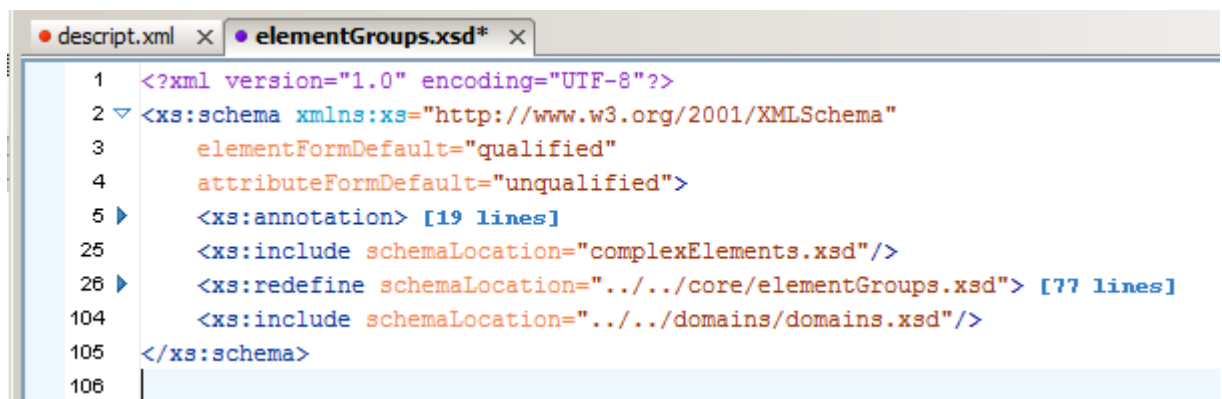 descript.xml × elementGroups.xsd* ×
1 <?xml version="1.0" encoding="UTF-8"?>
2 <xs:schema xmlns:xs="http://www.w3.org/2001/XMLSchema"
3 elementFormDefault="qualified"
4 attributeFormDefault="unqualified">
5 <xs:annotation> [19 lines]
25 <xs:include schemaLocation="complexElements.xsd"/>
26 <xs:redefine schemaLocation="../../core/elementGroups.xsd"> [77 lines]
104 <xs:include schemaLocation="../../domains/domains.xsd"/>
105 </xs:schema>
106